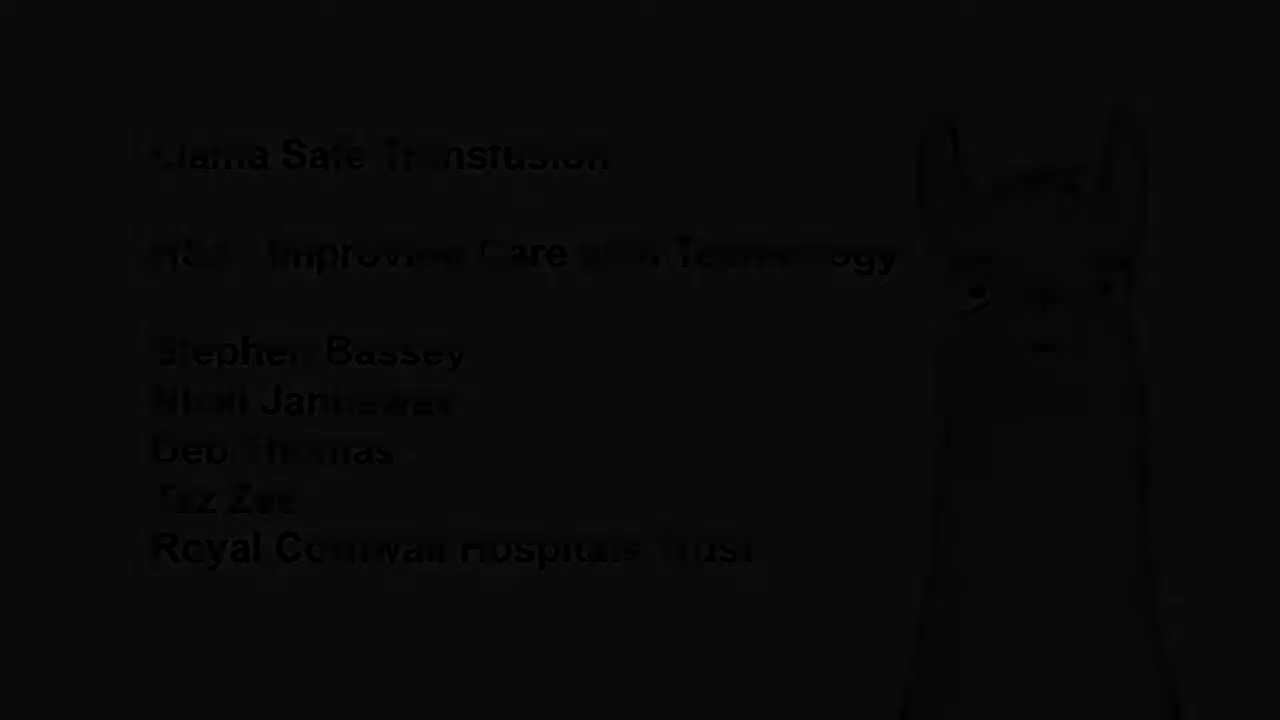 Llama Safe Transfusion
Improving Care with Technology
Stephen Bassey
Nicki Jannaway
Deb Thomas
Taz Zee
Royal Cornwall Hospitals Trust